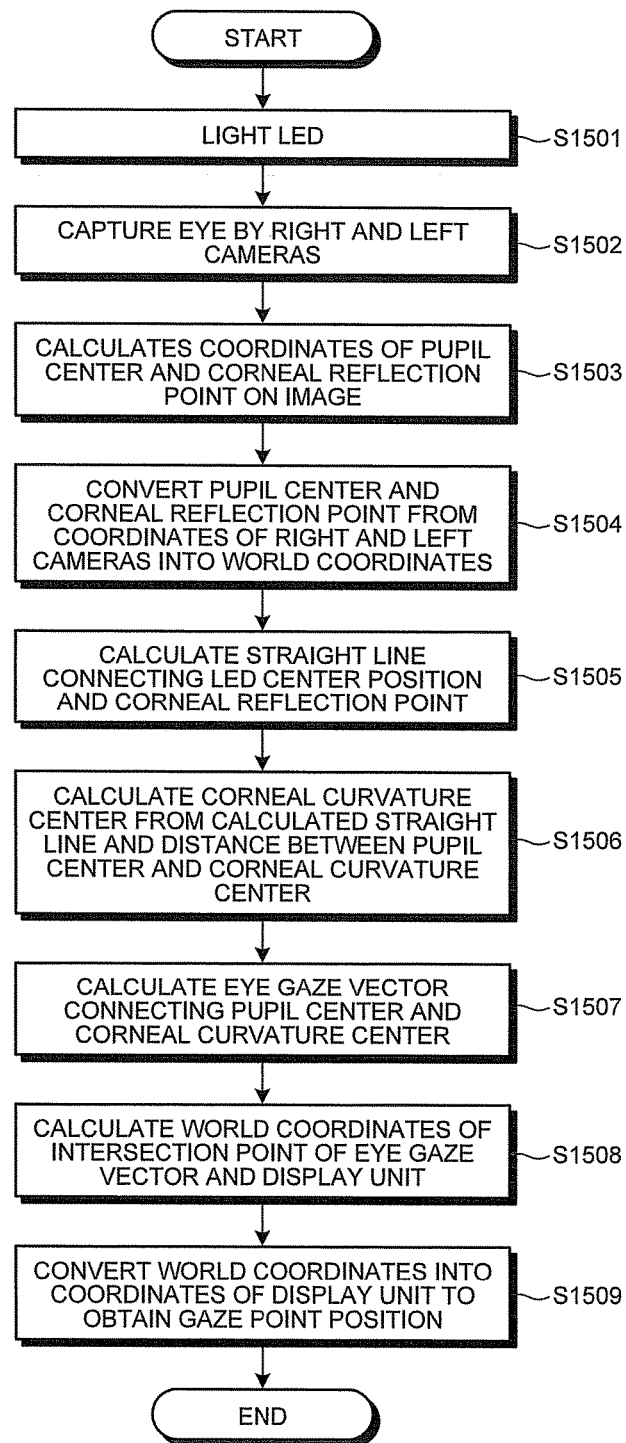 START
LIGHT LED
S1501
CAPTURE EYE BY RIGHT AND LEFT
CAMERAS
S1502
CALCULATES COORDINATES OF PUPIL
CENTER AND CORNEAL REFLECTION
POINT ON IMAGE
S1503
CONVERT PUPIL CENTER AND
CORNEAL REFLECTION POINT FROM
COORDINATES OF RIGHT AND LEFT
CAMERAS INTO WORLD COORDINATES
S1504
CALCULATE STRAIGHT LINE
CONNECTING LED CENTER POSITION
AND CORNEAL REFLECTION POINT
S1505
CALCULATE CORNEAL CURVATURE
CENTER FROM CALCULATED STRAIGHT
LINE AND DISTANCE BETWEEN PUPIL
CENTER AND CORNEAL CURVATURE
CENTER
S1506
CALCULATE EYE GAZE VECTOR
CONNECTING PUPIL CENTER AND
CORNEAL CURVATURE CENTER
S1507
CALCULATE WORLD COORDINATES OF
INTERSECTION POINT OF EYE GAZE
VECTOR AND DISPLAY UNIT
S1508
CONVERT WORLD COORDINATES INTO
COORDINATES OF DISPLAY UNIT TO
OBTAIN GAZE POINT POSITION
S1509
END